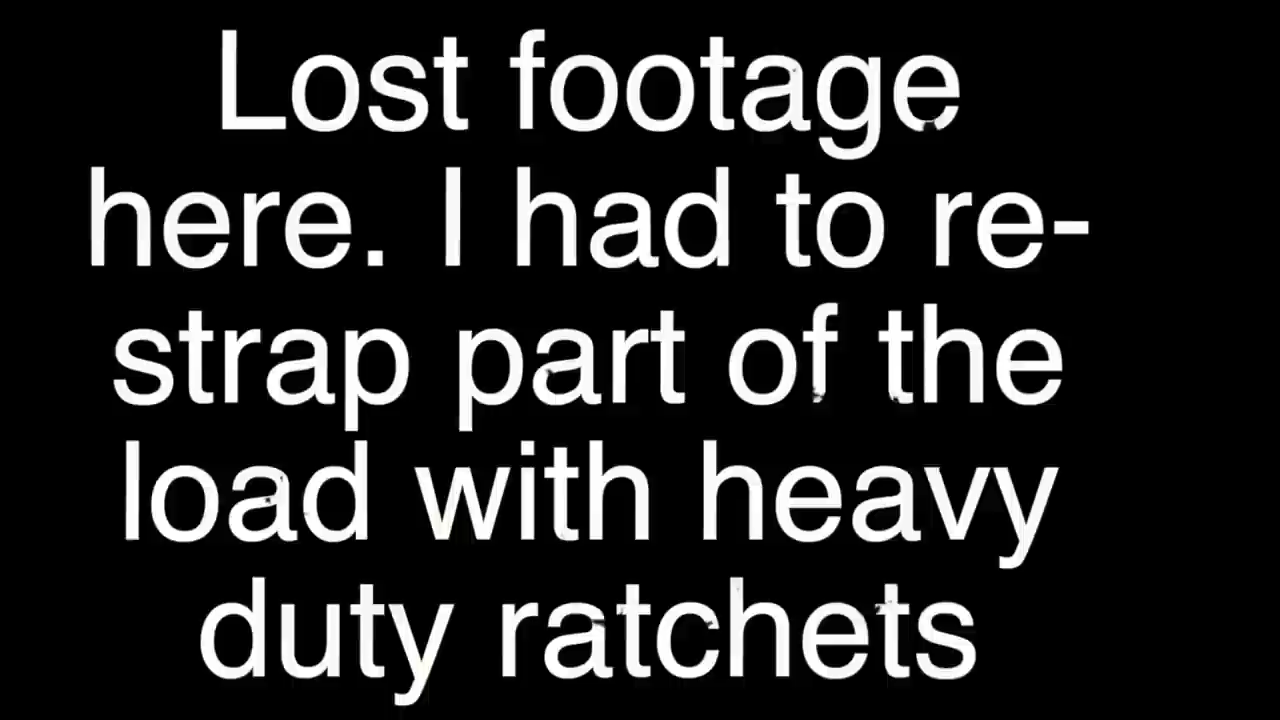 Lost footage
here. I had to re-
strap part of the
load with heavy
duty ratchets